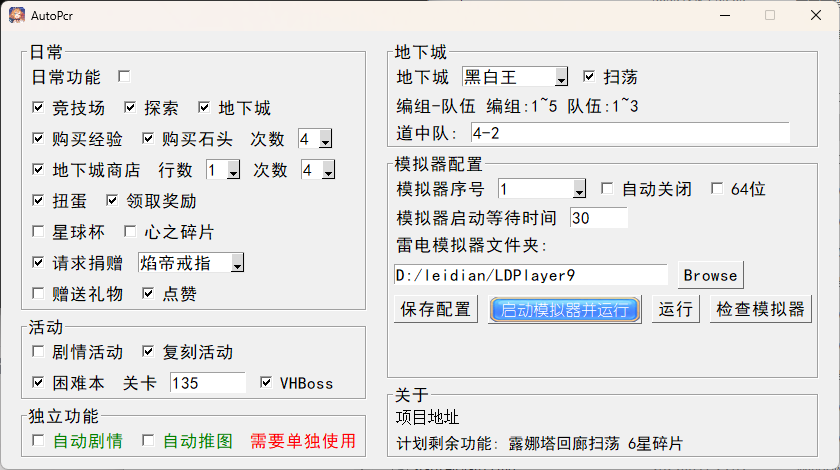 AutoPcr
日常
日常功能
竞技场 探索 地下城
购买经验 购买石头 次数 4
地下城商店 行数 1 次数 4
扭蛋 领取奖励
星球杯 心之碎片
请求捐赠 焰帝戒指
赠送礼物 点赞
活动
剧情活动 复刻活动
困难本 关卡 135 VHBoss
独立功能
自动剧情 自动推图 需要单独使用
地下城
地下城 黑白王 扫荡
编组-队伍 编组:1~5 队伍:1~3
道中队: 4-2
模拟器配置
模拟器序号 1 自动关闭 64位
模拟器启动等待时间 30
雷电模拟器文件夹:
D:/leidian/LDPlayer9 Browse
保存配置 启动模拟器并运行 运行 检查模拟器
关于
项目地址
计划剩余功能: 露娜塔回廊扫荡 6星碎片